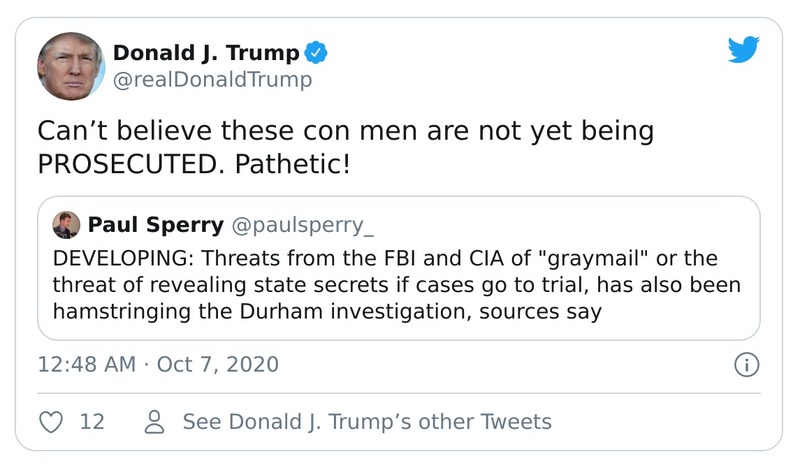 Donald J. Trump
@realDonaldTrump
Can’t believe these con men are not yet being
PROSECUTED. Pathetic!
Paul Sperry @paulsperry_
DEVELOPING: Threats from the FBI and CIA of "graymail" or the
threat of revealing state secrets if cases go to trial, has also been
hamstringing the Durham investigation, sources say
12:48 AM · Oct 7, 2020
12 See Donald J. Trump’s other Tweets